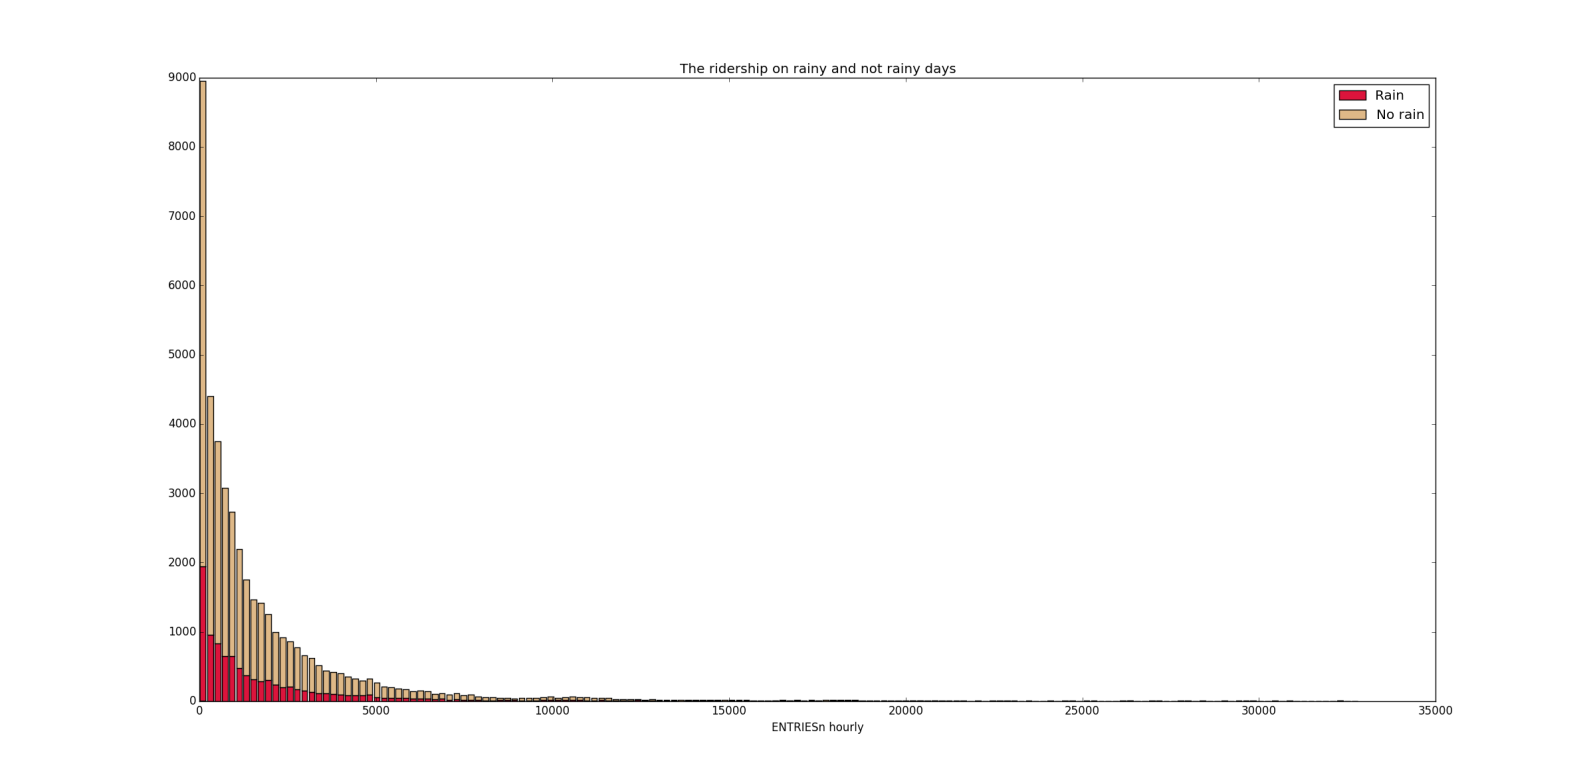 The ridership on rainy and not rainy days
9000
8000
7000
6000
5000
4000
3000
2000
1000
0
Rain
No rain
0 5000 10000 15000 20000 25000 30000 35000
ENTRIESn hourly